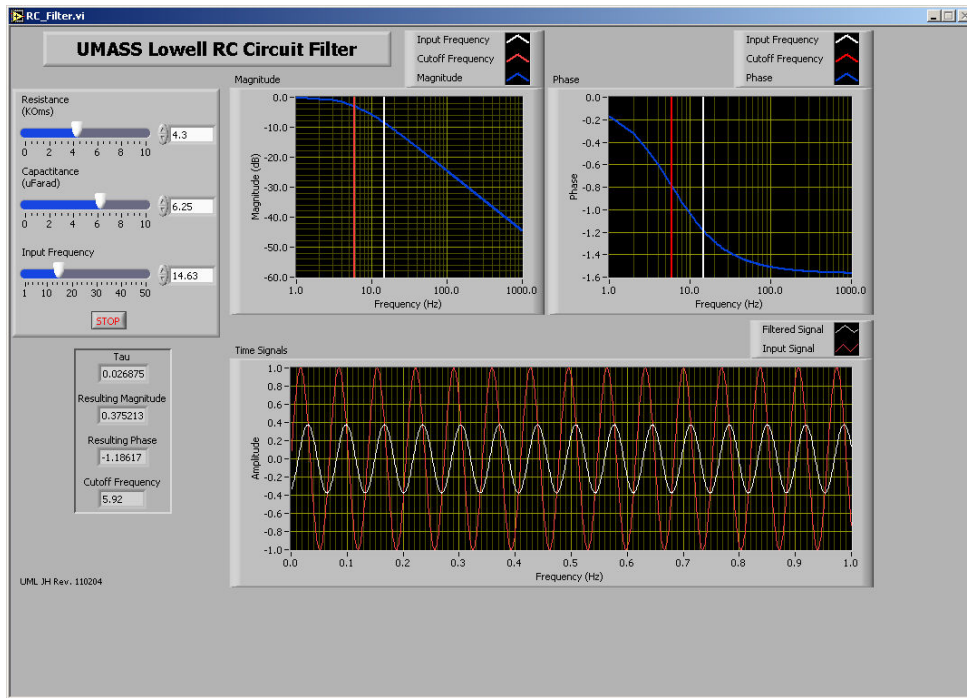 RC_Filter.vi
UMASS Lowell RC Circuit Filter
Input Frequency
Cutoff Frequency
Magnitude
Input Frequency
Cutoff Frequency
Phase
Resistance
(KOms)
4.3
0 2 4 6 8 10
Capactitance
(uFarad)
6.25
0 2 4 6 8 10
Input Frequency
14.63
1 10 20 30 40 50
STOP
Magnitude
Magnitude (dB)
0.0
-10.0
-20.0
-30.0
-40.0
-50.0
-60.0
1.0 10.0 100.0 1000.0
Frequency (Hz)
Phase
Phase
0.0
-0.2
-0.4
-0.6
-0.8
-1.0
-1.2
-1.4
-1.6
1.0 10.0 100.0 1000.0
Frequency (Hz)
Tau
0.026875
Resulting Magnitude
0.375213
Resulting Phase
-1.18617
Cutoff Frequency
5.92
Filtered Signal
Input Signal
Time Signals
Amplitude
1.0
0.8
0.6
0.4
0.2
0.0
-0.2
-0.4
-0.6
-0.8
-1.0
0.0 0.1 0.2 0.3 0.4 0.5 0.6 0.7 0.8 0.9 1.0
Frequency (Hz)
UML JH Rev. 110204